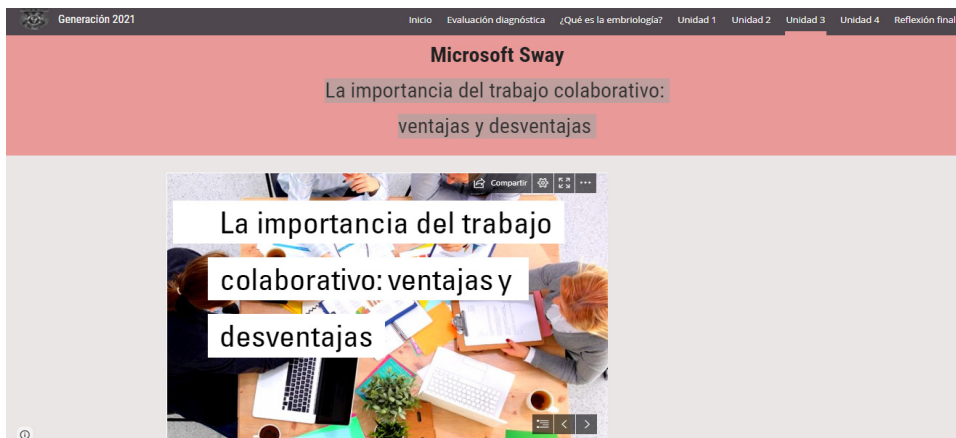 Generación 2021
Inicio Evaluación diagnóstica ¿Qué es la embriología? Unidad 1 Unidad 2 Unidad 3 Unidad 4 Reflexión final
Microsoft Sway
La importancia del trabajo colaborativo:
ventajas y desventajas
Compartir
La importancia del trabajo
colaborativo: ventajas y
desventajas